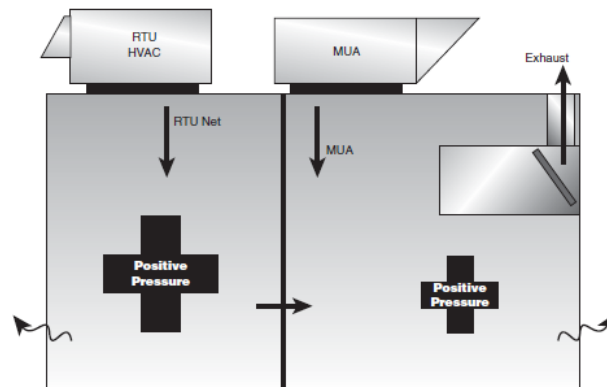 RTU
HVAC
MUA
Exhaust
RTU Net
MUA
Positive
Pressure
Positive
Pressure